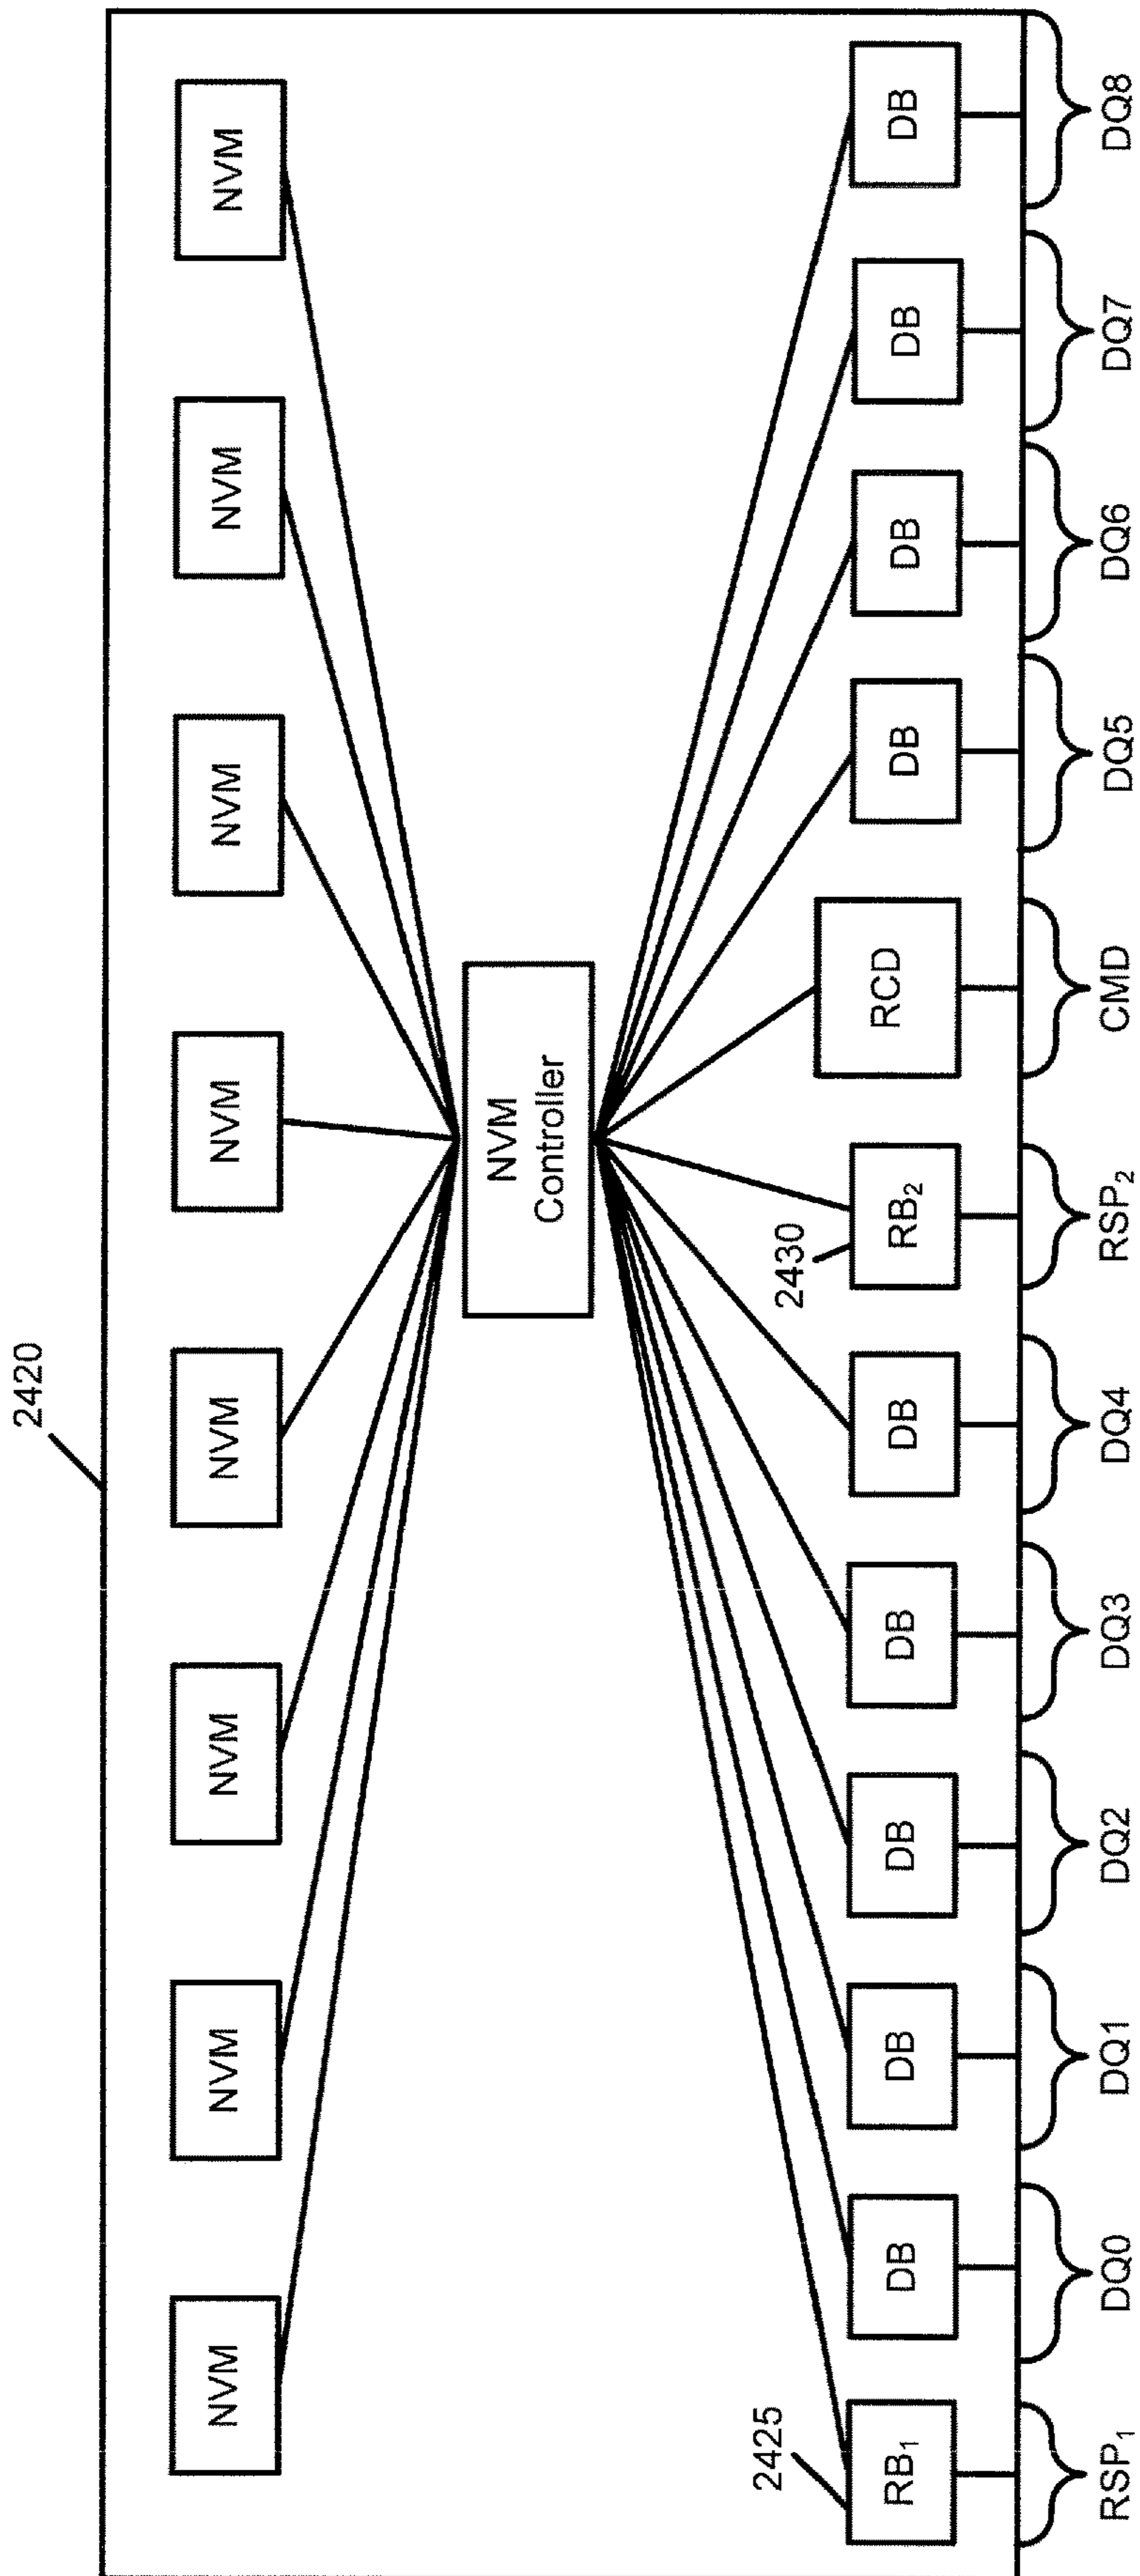 2420
NVM
NVM
NVM
NVM
NVM
NVM
NVM
NVM
NVM
Controller
2425
2430
RB₁
DB
DB
DB
DB
DB
RB₂
RCD
DB
DB
DB
DB
RSP₁
DQ0
DQ1
DQ2
DQ3
DQ4
RSP₂
CMD
DQ5
DQ6
DQ7
DQ8